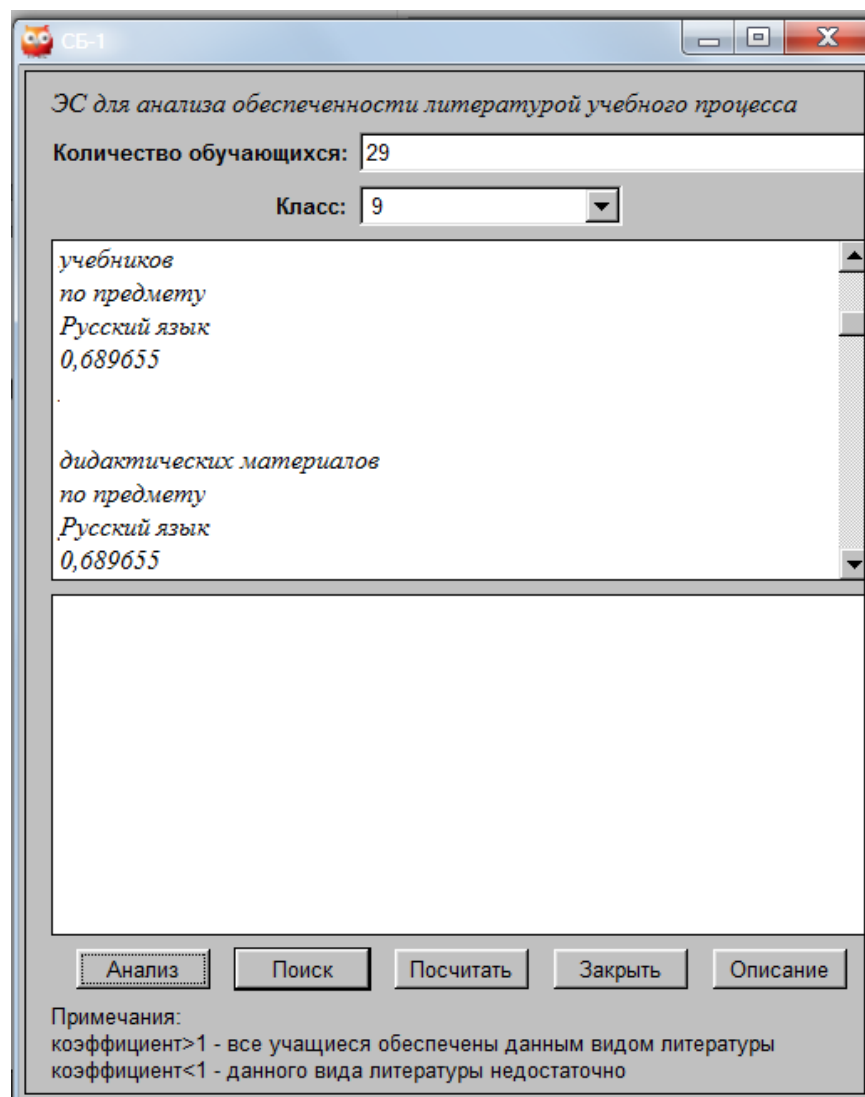 СБ-1
ЭС для анализа обеспеченности литературой учебного процесса
Количество обучающихся: 29
Класс: 9
учебников
по предмету
Русский язык
0,689655
.
дидактических материалов
по предмету
Русский язык
0,689655
Анализ Поиск Посчитать Закрыть Описание
Примечания:
коэффициент>1 - все учащиеся обеспечены данным видом литературы
коэффициент<1 - данного вида литературы недостаточно